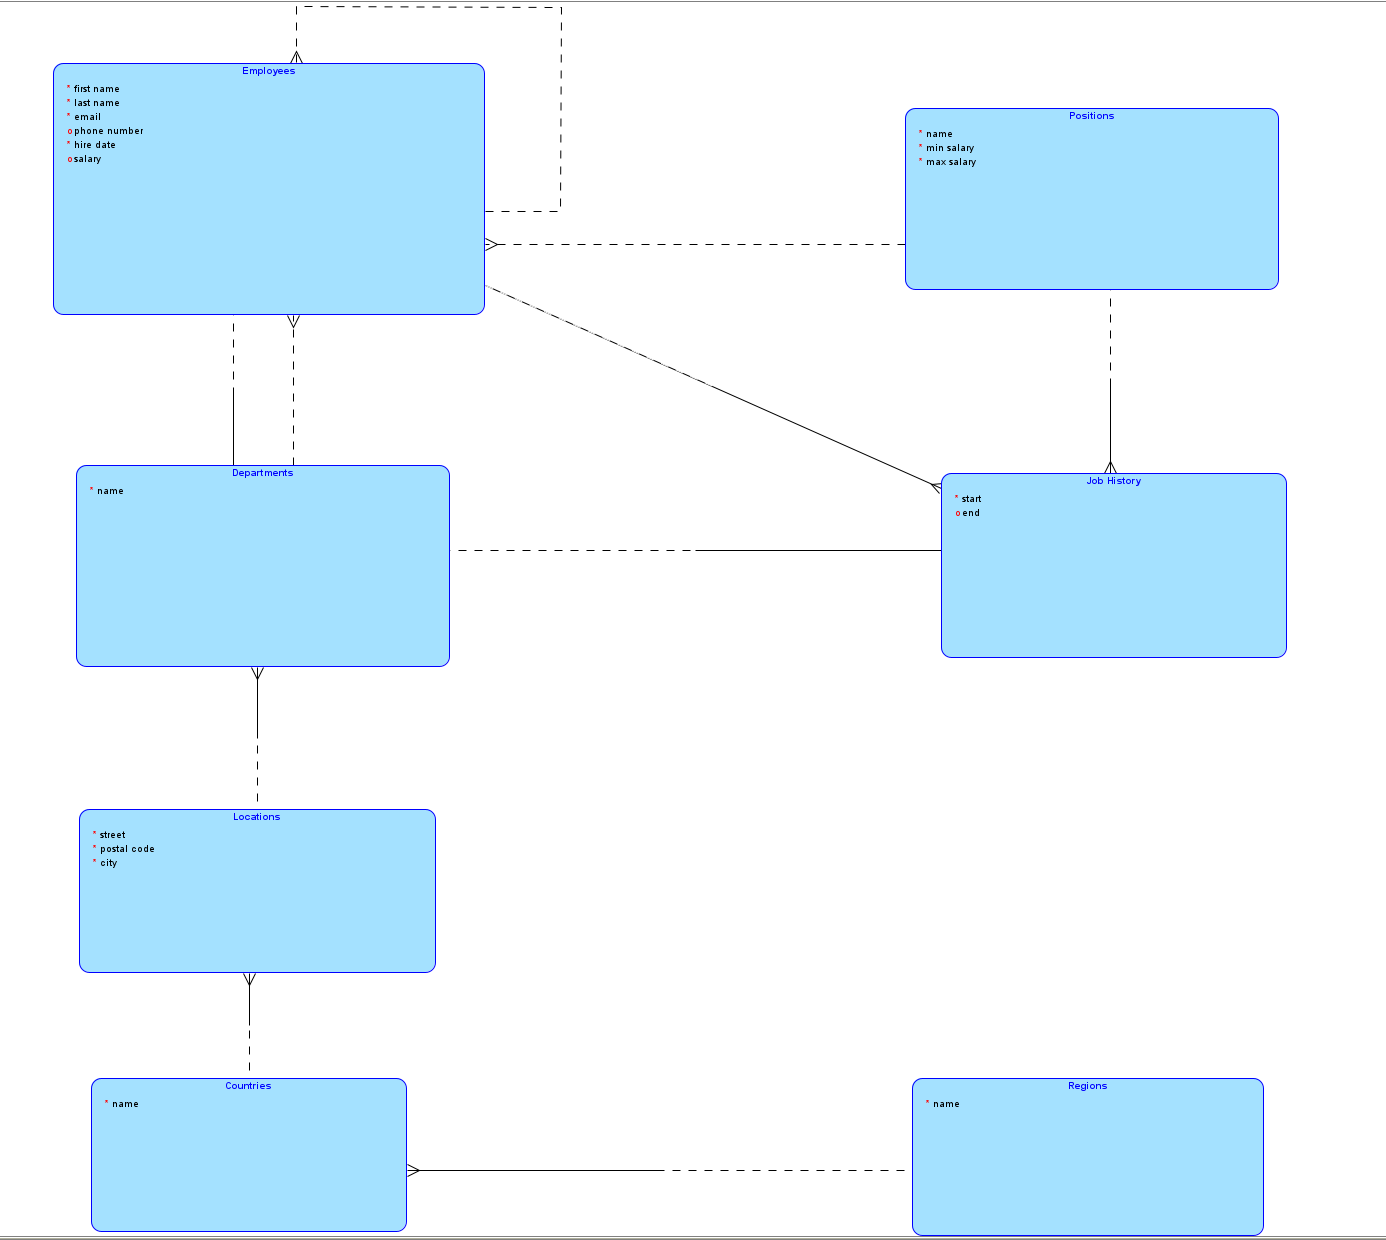 Employees
* first name
* last name
* email
o phone number
* hire date
o salary
Positions
* name
* min salary
* max salary
Departments
* name
Job History
* start
o end
Locations
* street
* postal code
* city
Countries
* name
Regions
* name